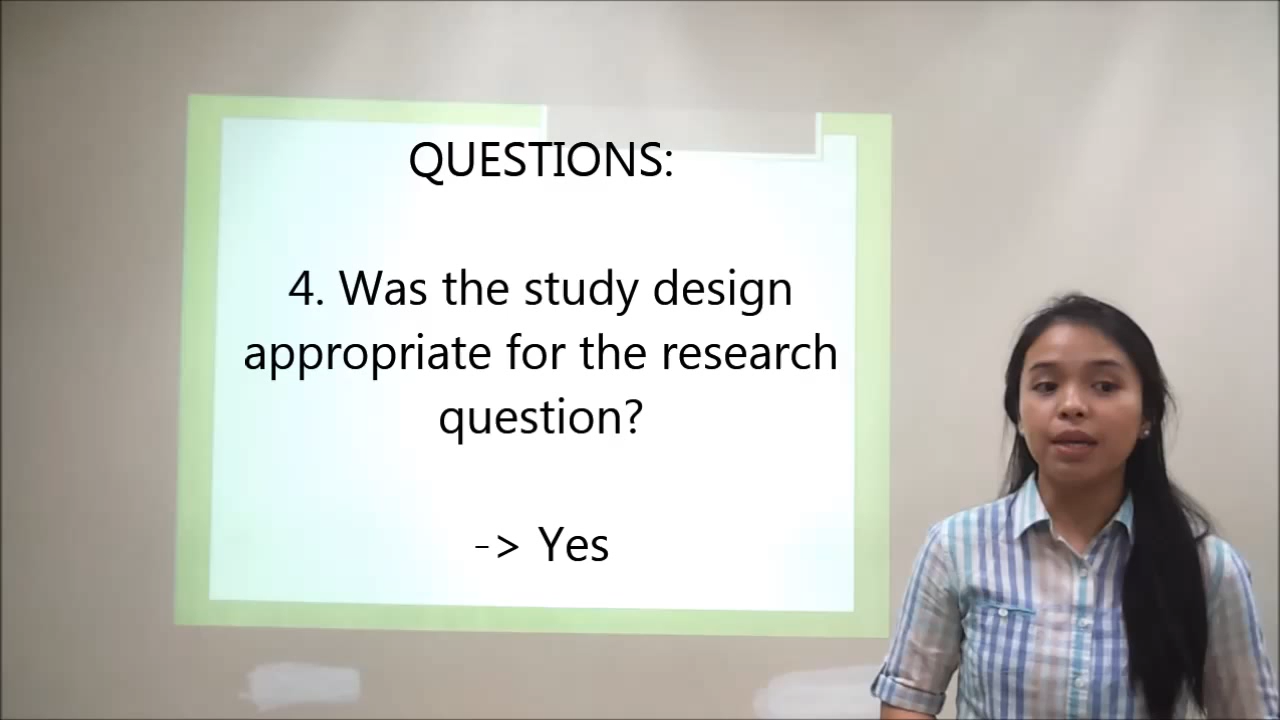 QUESTIONS:
4. Was the study design
appropriate for the research
question?
-> Yes